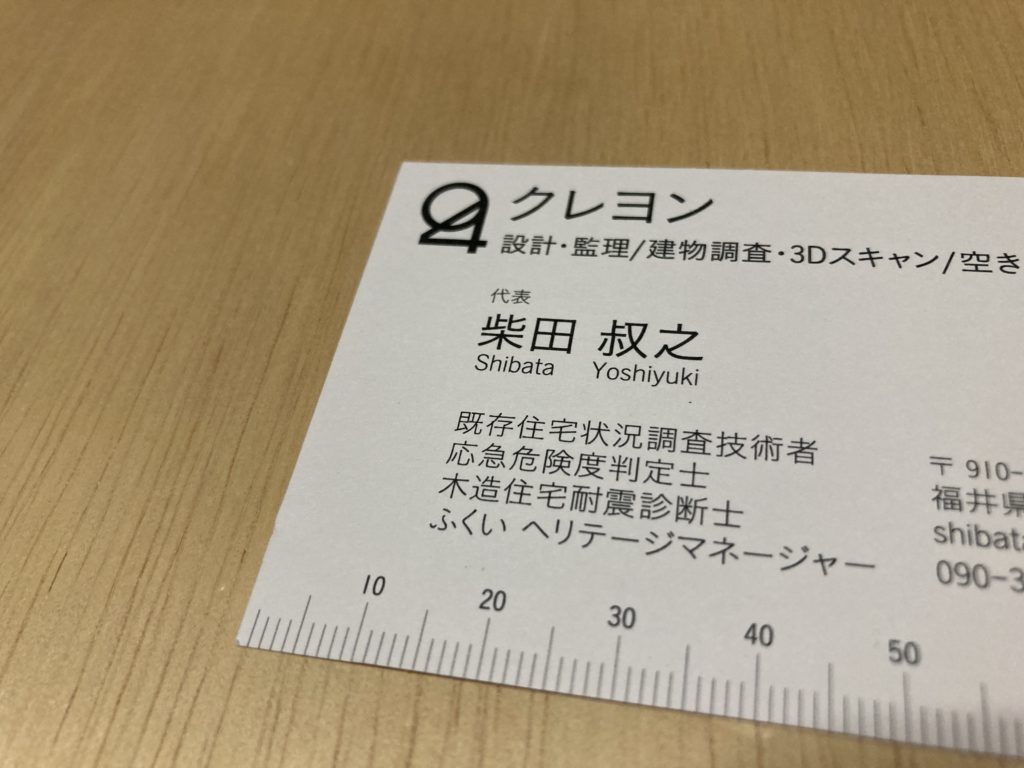 クレヨン
設計・監理/建物調査・3Dスキャン/空き
代表
柴田 叔之
Shibata Yoshiyuki
既存住宅状況調査技術者
応急危険度判定士
木造住宅耐震診断士
ふくい ヘリテージマネージャー
〒 910-
福井県
shibata
090-3
10 20 30 40 50